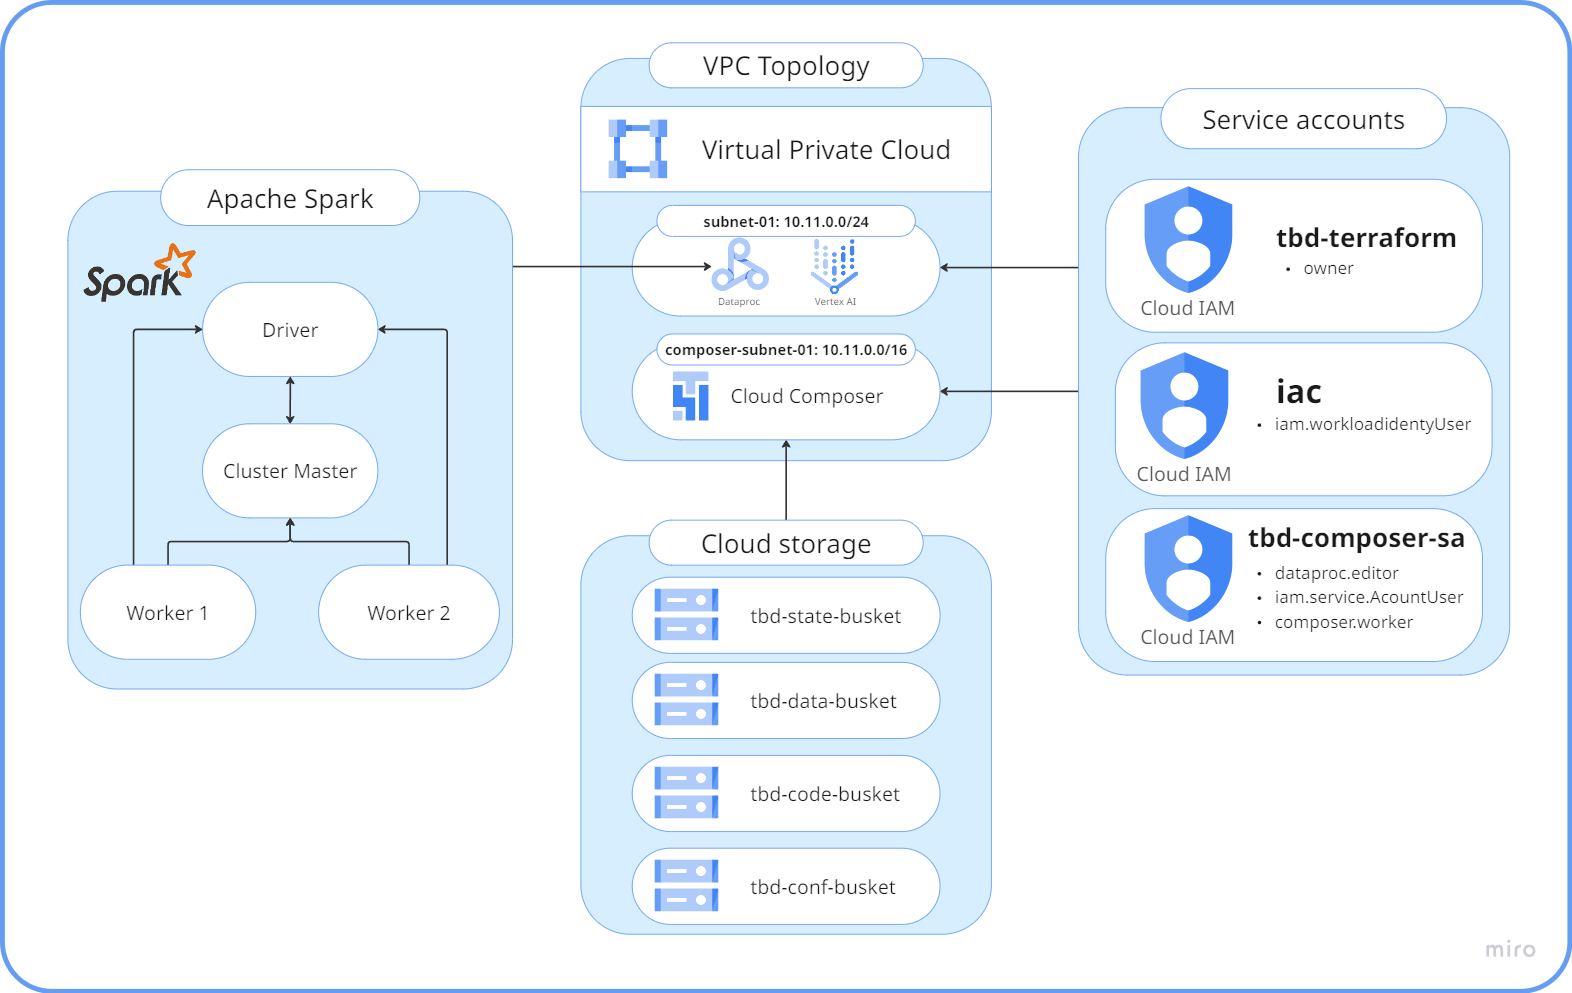 VPC Topology
Virtual Private Cloud
subnet-01: 10.11.0.0/24
Dataproc
Vertex AI
composer-subnet-01: 10.11.0.0/16
Cloud Composer
Apache Spark
Spark
Driver
Cluster Master
Worker 1
Worker 2
Cloud storage
tbd-state-busket
tbd-data-busket
tbd-code-busket
tbd-conf-busket
Service accounts
tbd-terraform
• owner
Cloud IAM
iac
• iam.workloadidentyUser
Cloud IAM
tbd-composer-sa
• dataproc.editor
• iam.service.AcountUser
• composer.worker
Cloud IAM
miro